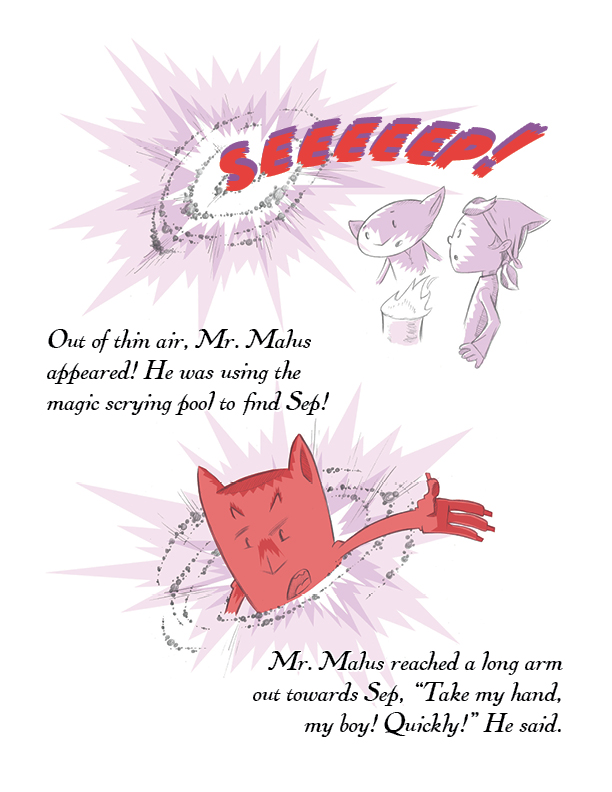 SEEEEEP!
Out of thin air, Mr. Malus
appeared! He was using the
magic scrying pool to find Sep!
Mr. Malus reached a long arm
out towards Sep, “Take my hand,
my boy! Quickly!” He said.